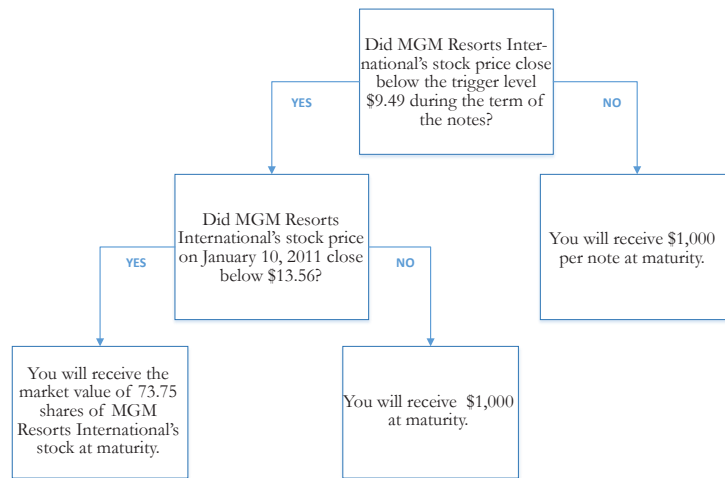 Did MGM Resorts Inter-
national's stock price close
below the trigger level
$9.49 during the term of
the notes?
YES
NO
Did MGM Resorts
International's stock price
on January 10, 2011 close
below $13.56?
You will receive $1,000
per note at maturity.
YES
NO
You will receive the
market value of 73.75
shares of MGM
Resorts International's
stock at maturity.
You will receive $1,000
at maturity.